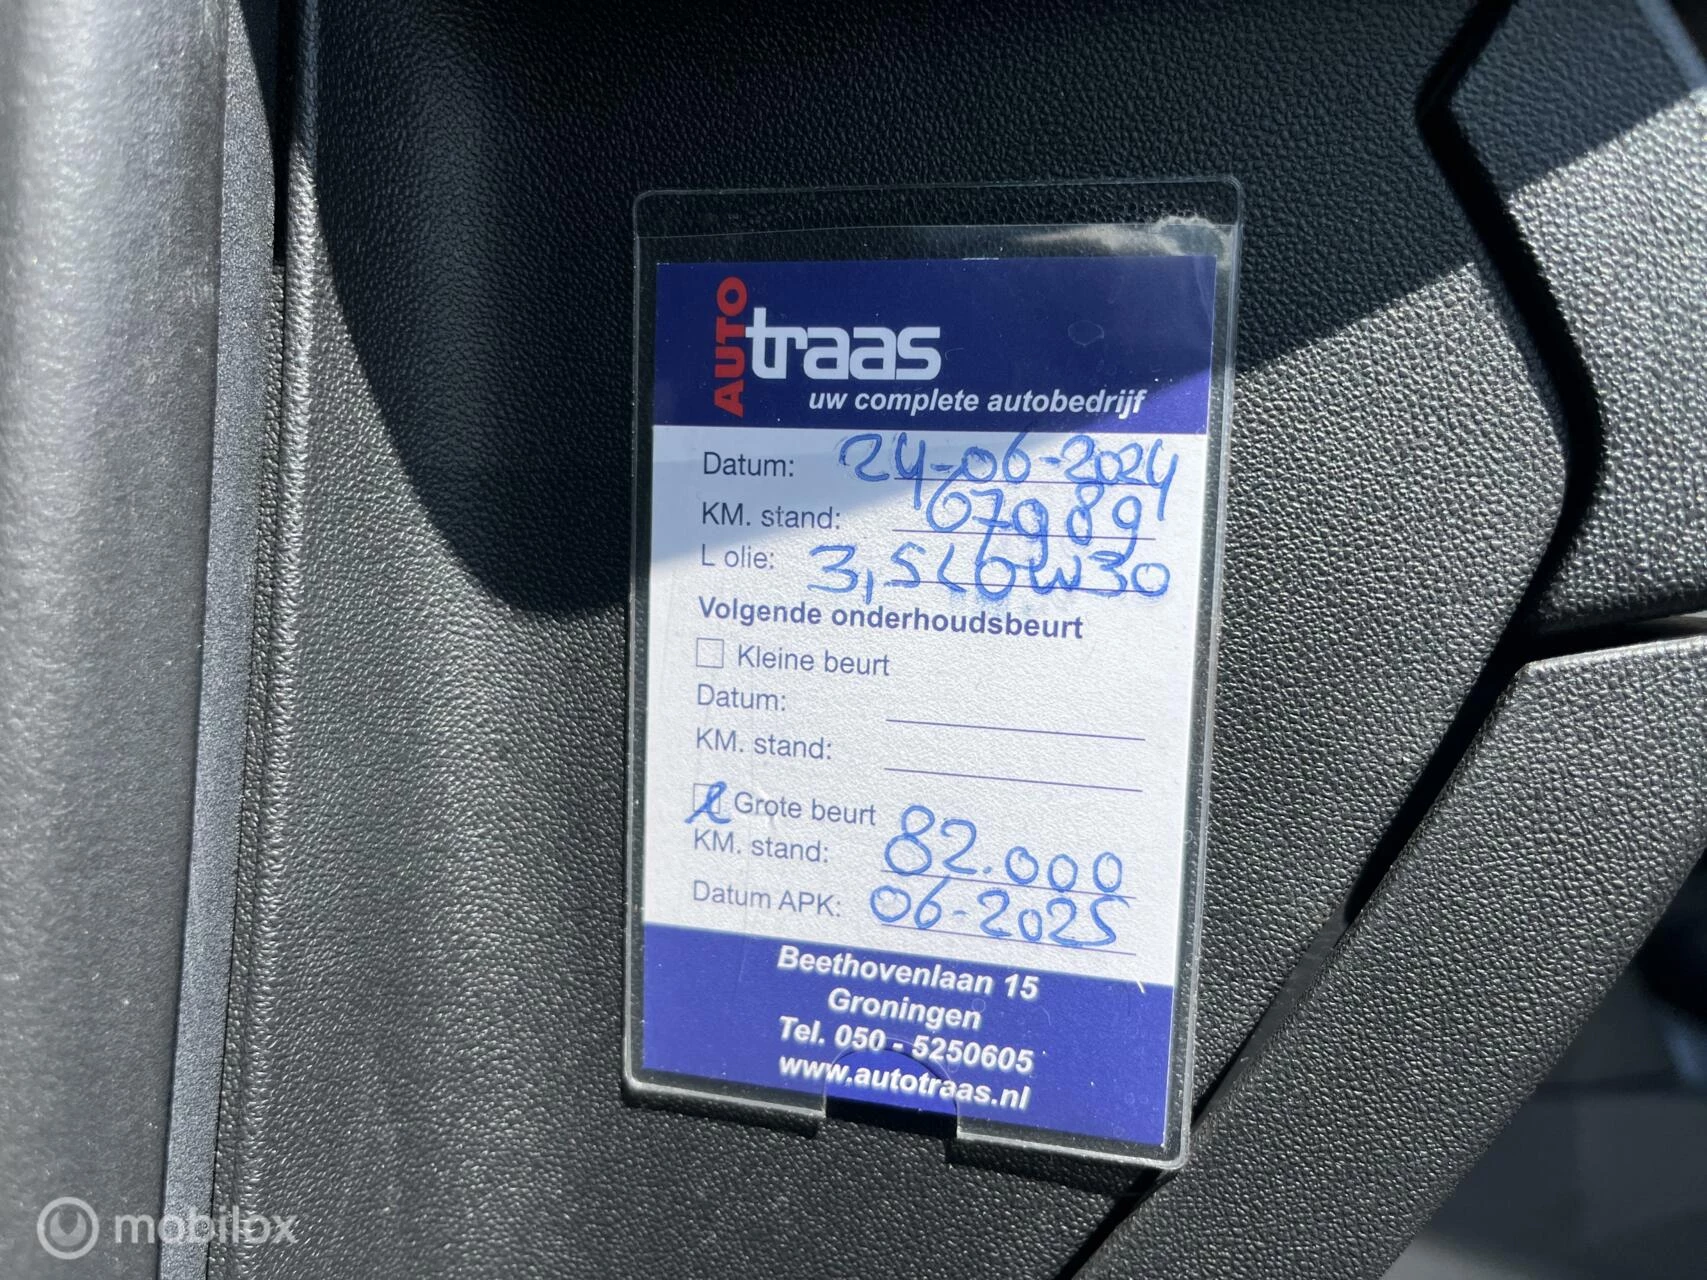 AUTO traas
uw complete autobedrijf
Datum: 24-06-2024
KM. stand: 67989
L olie: 3,5L 0W30
Volgende onderhoudsbeurt
Kleine beurt
Datum:
KM. stand:
Grote beurt
KM. stand: 82.000
Datum APK: 06-2025
Beethovenlaan 15
Groningen
Tel. 050 - 5250605
www.autotraas.nl
mobilox